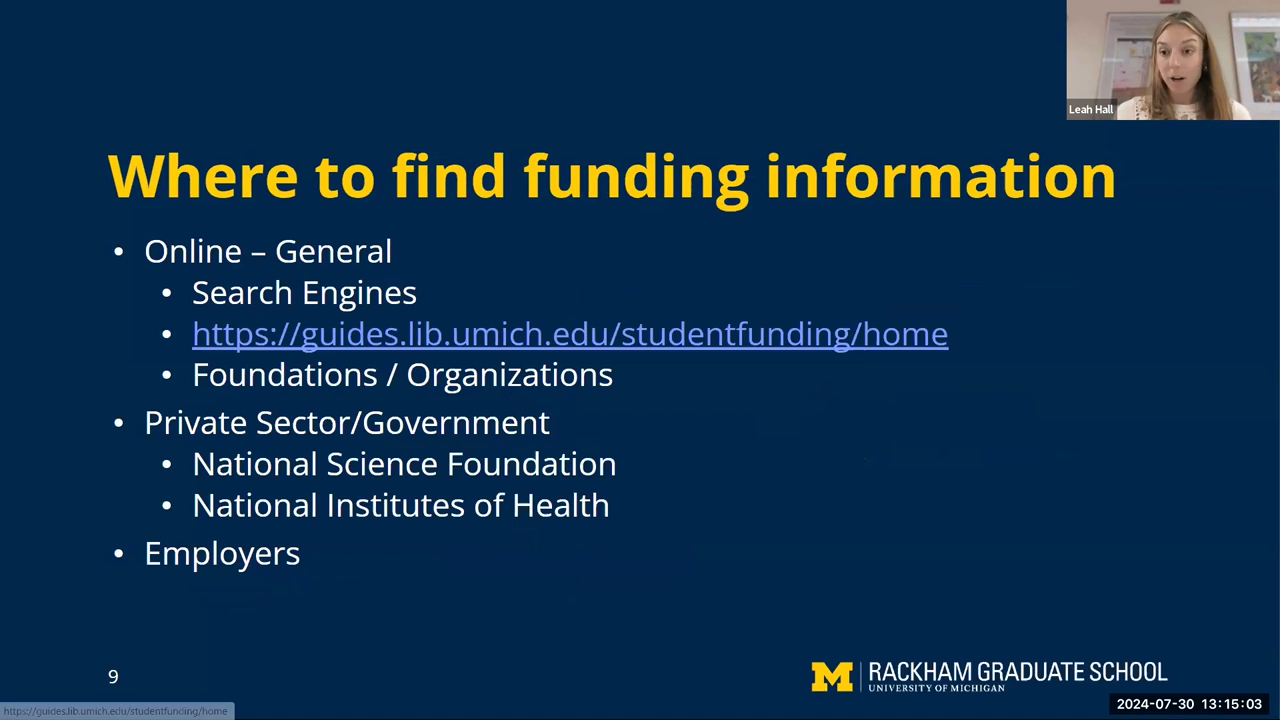 Leah Hall
Where to find funding information
• Online – General
• Search Engines
• https://guides.lib.umich.edu/studentfunding/home
• Foundations / Organizations
• Private Sector/Government
• National Science Foundation
• National Institutes of Health
• Employers
9
M RACKHAM GRADUATE SCHOOL
UNIVERSITY OF MICHIGAN
https://guides.lib.umich.edu/studentfunding/home
2024-07-30 13:15:03